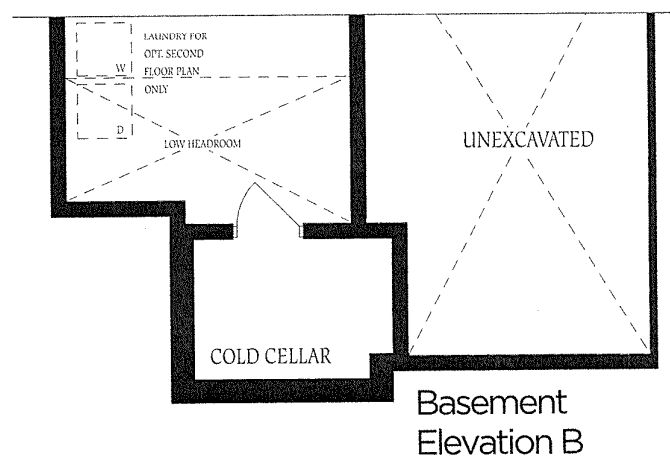 LAUNDRY FOR
OPT. SECOND
W FLOOR PLAN
ONLY
D
LOW HEADROOM
UNEXCAVATED
COLD CELLAR
Basement
Elevation B